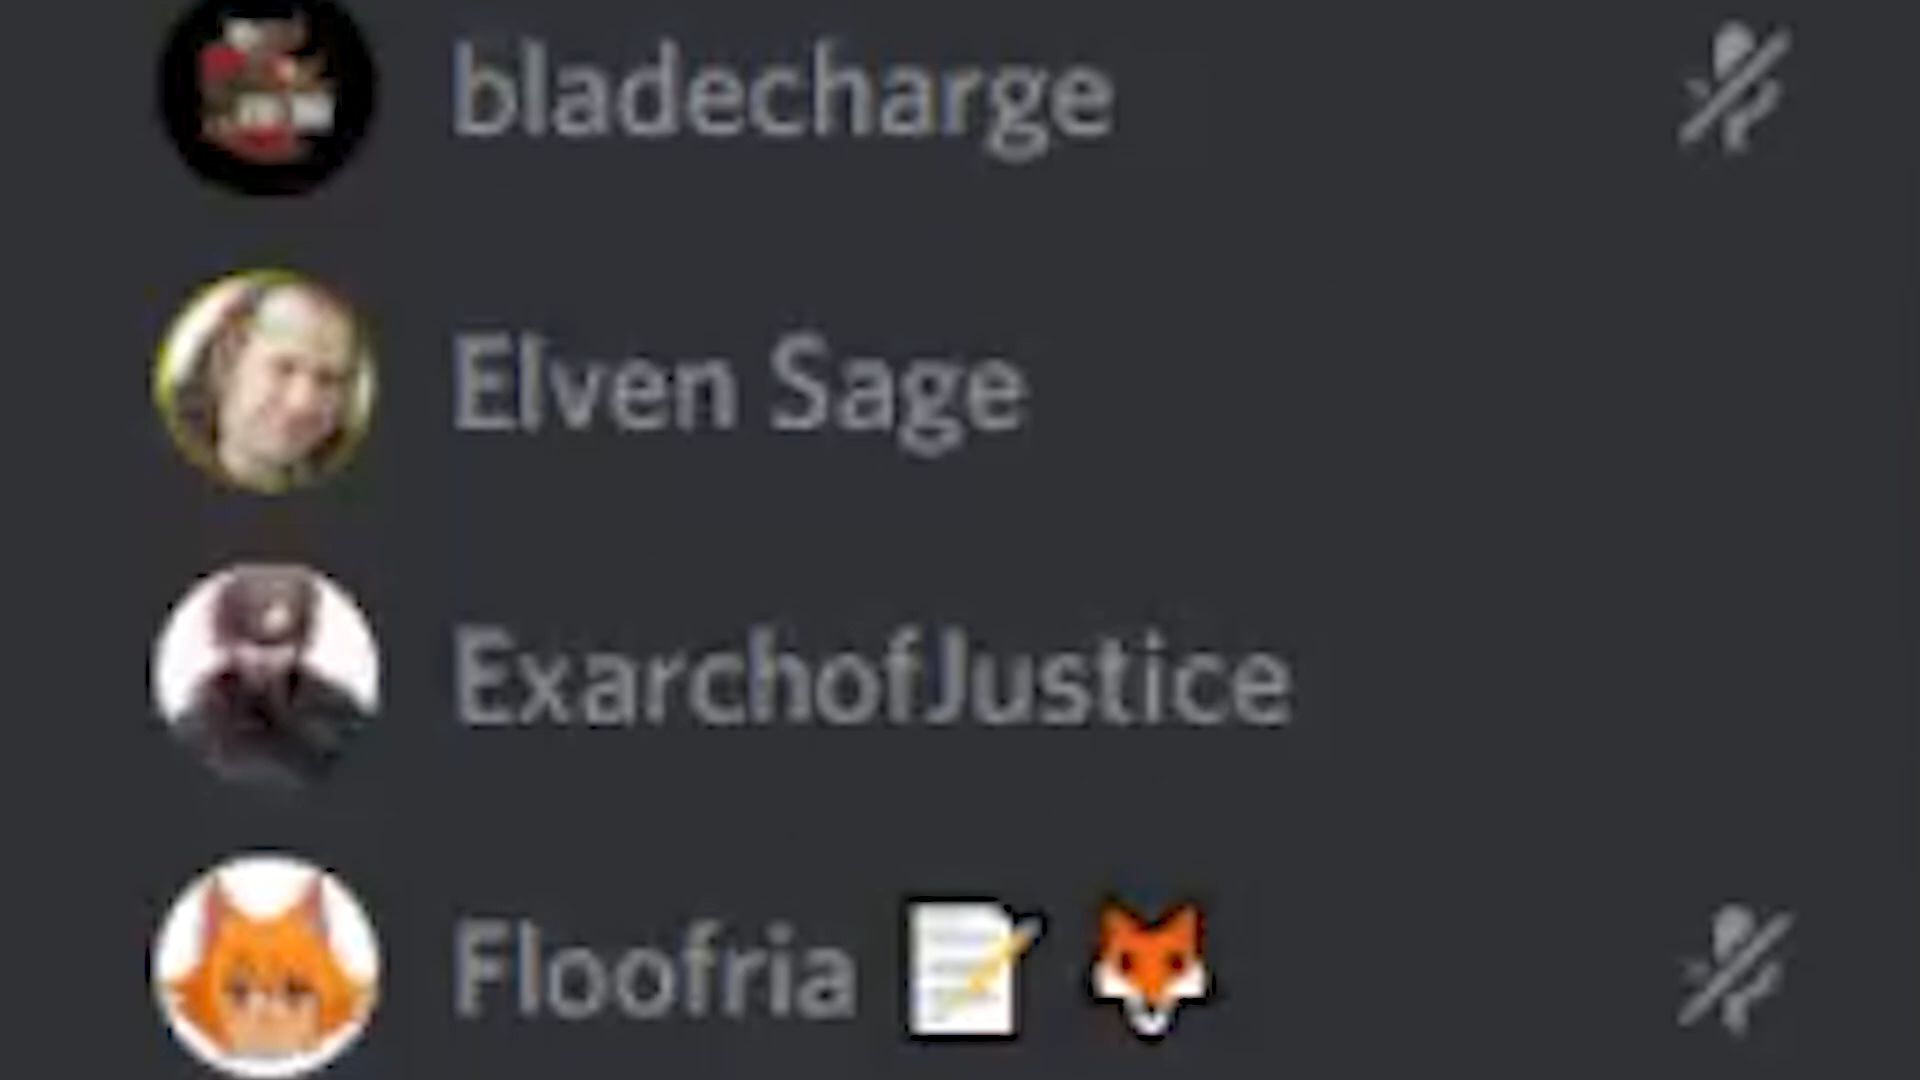 bladecharge
Elven Sage
ExarchofJustice
Floofria 📝 🦊